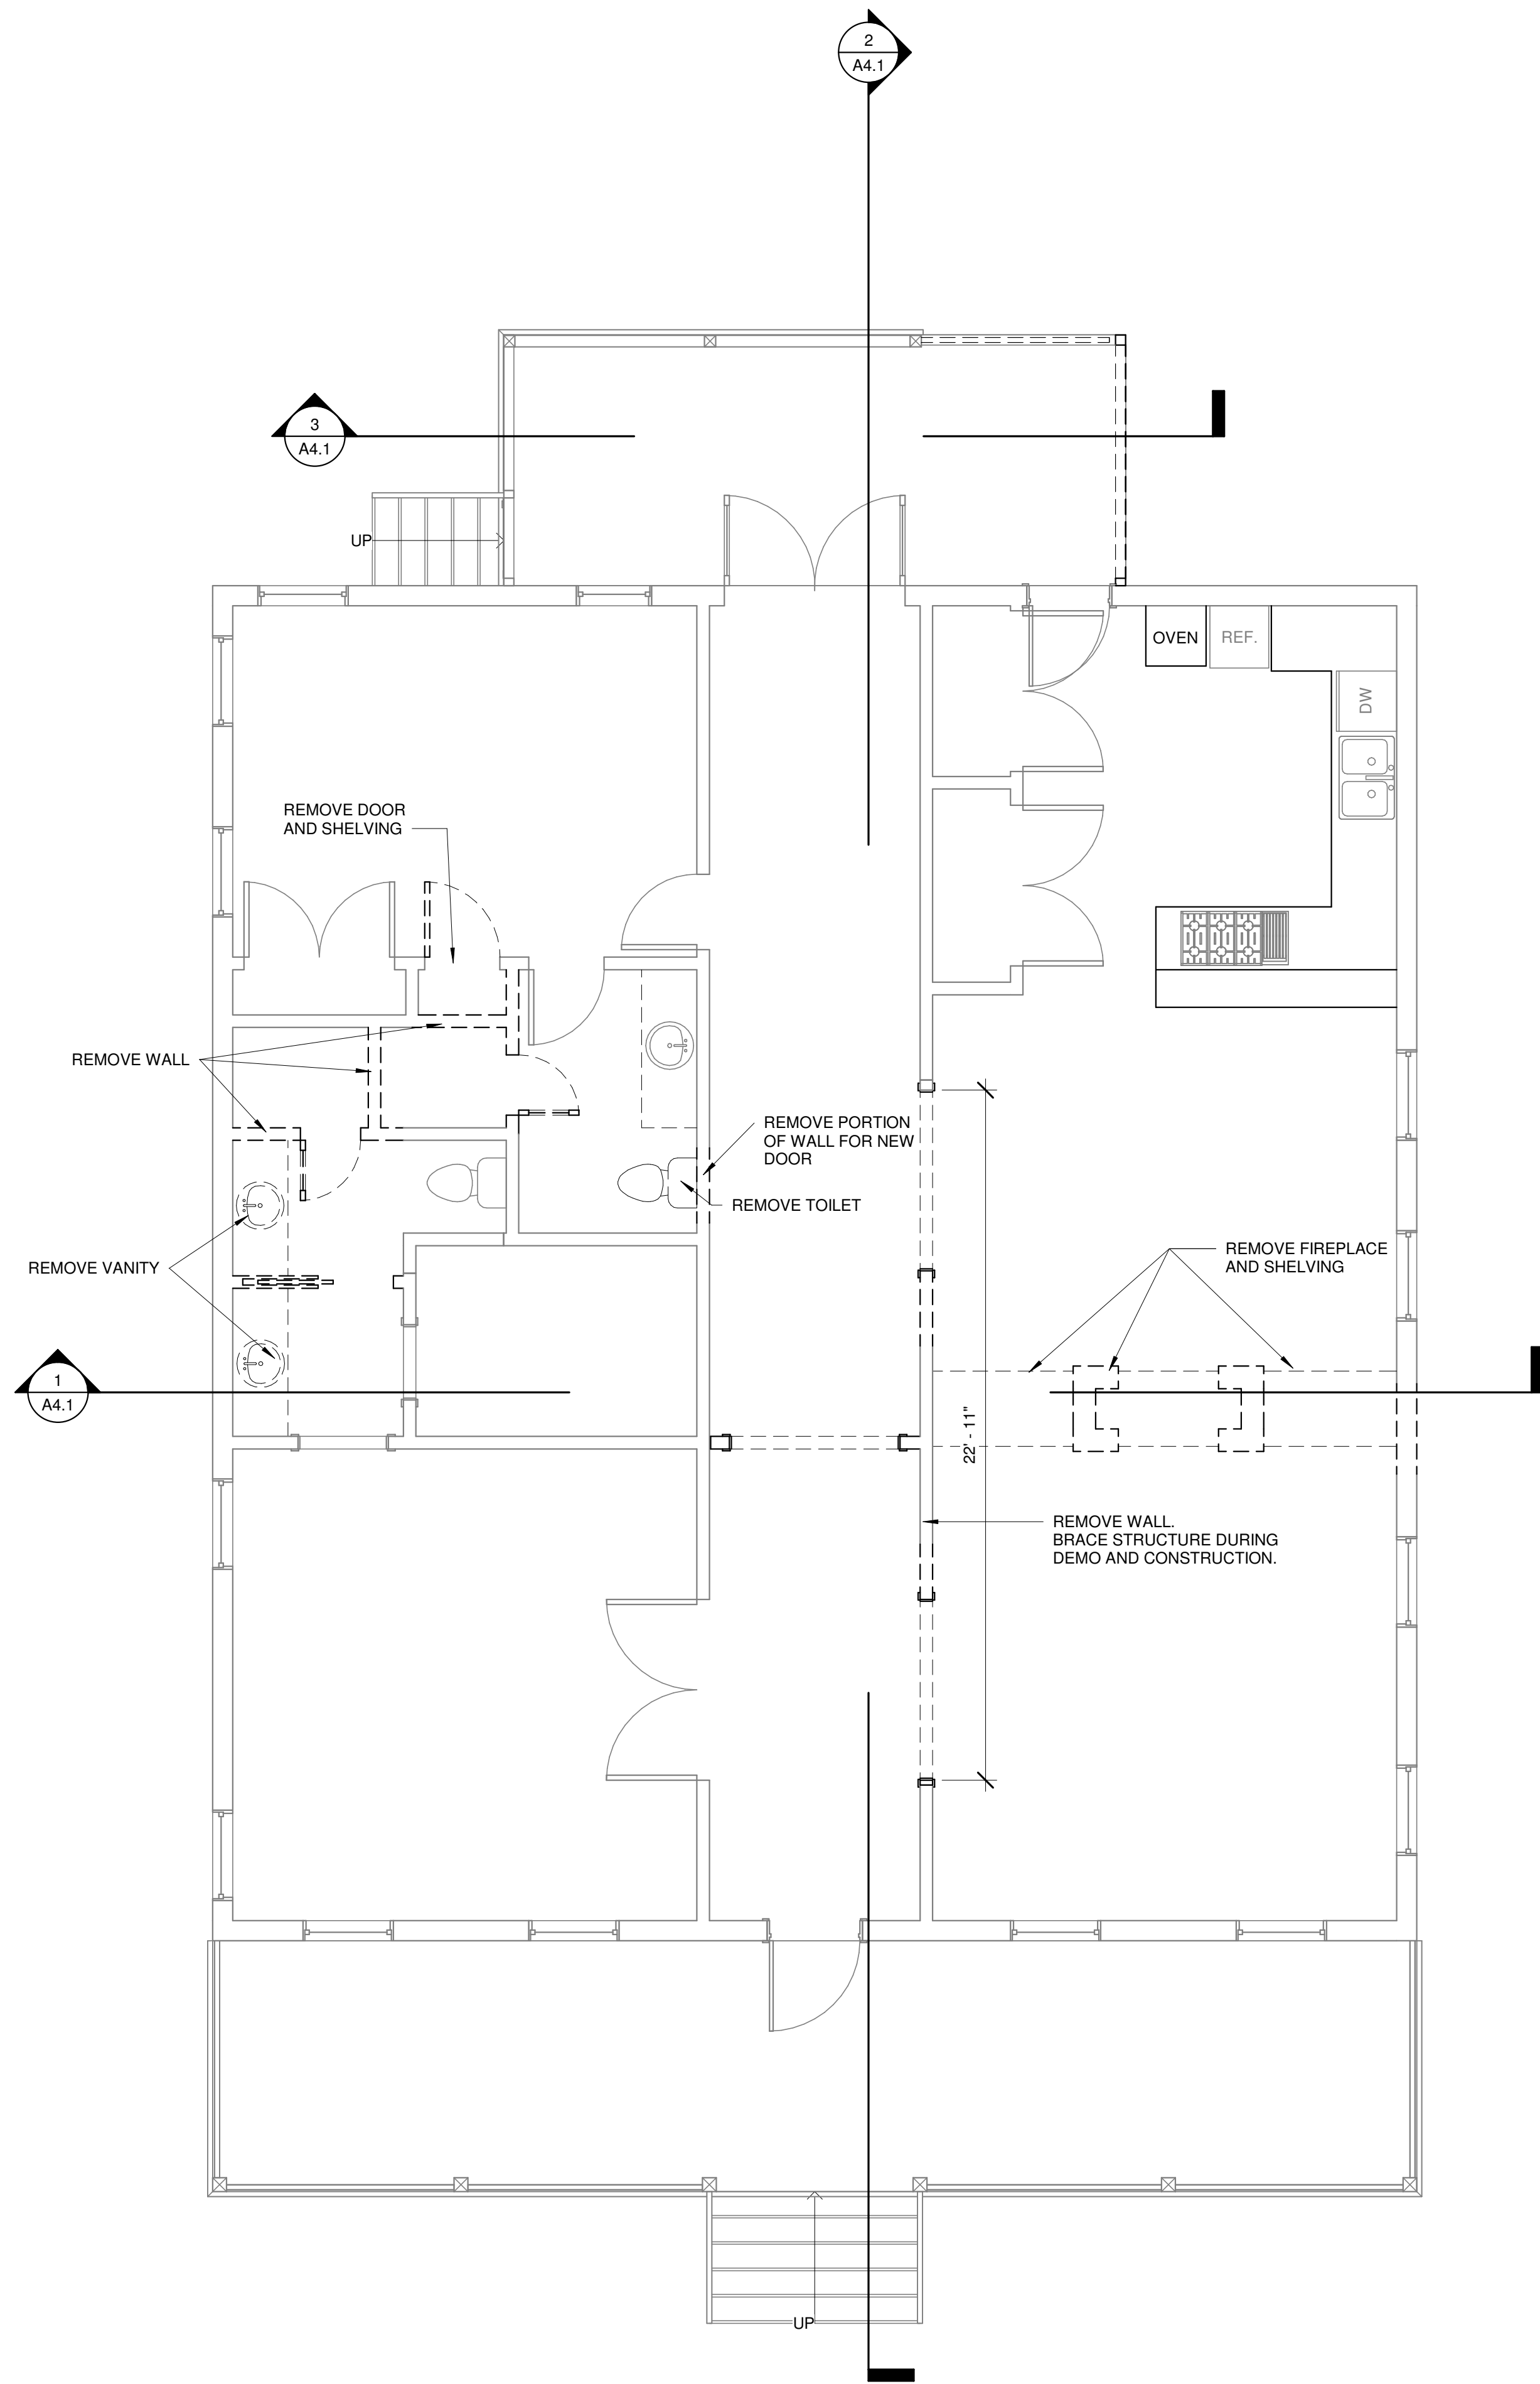 2
A4.1
3
A4.1
UP
OVEN
REF.
DW
REMOVE DOOR
AND SHELVING
REMOVE WALL
REMOVE PORTION
OF WALL FOR NEW
DOOR
REMOVE TOILET
REMOVE VANITY
REMOVE FIREPLACE
AND SHELVING
1
A4.1
22' - 11"
REMOVE WALL.
BRACE STRUCTURE DURING
DEMO AND CONSTRUCTION.
UP